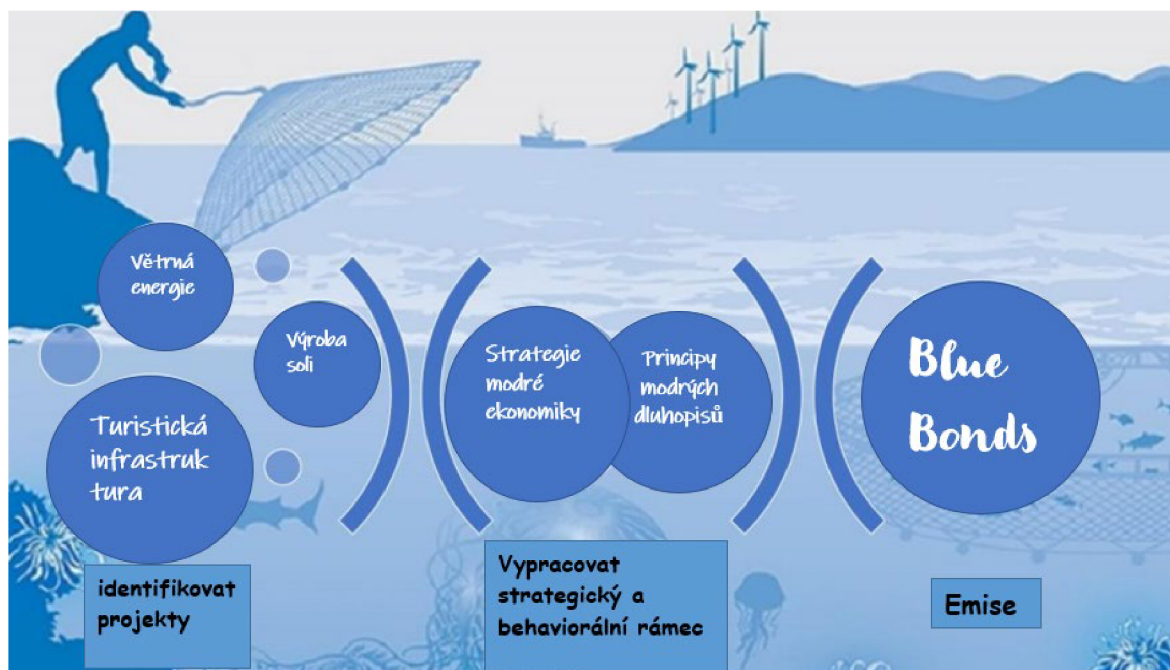 Větrná
energie
Výroba
soli
Turistická
infrastruk
tura
identifikovat
projekty
Strategie
modré
ekonomiky
Principy
modrých
dluhopisů
Vypracovat
strategický a
behaviorální rámec
Blue
Bonds
Emise